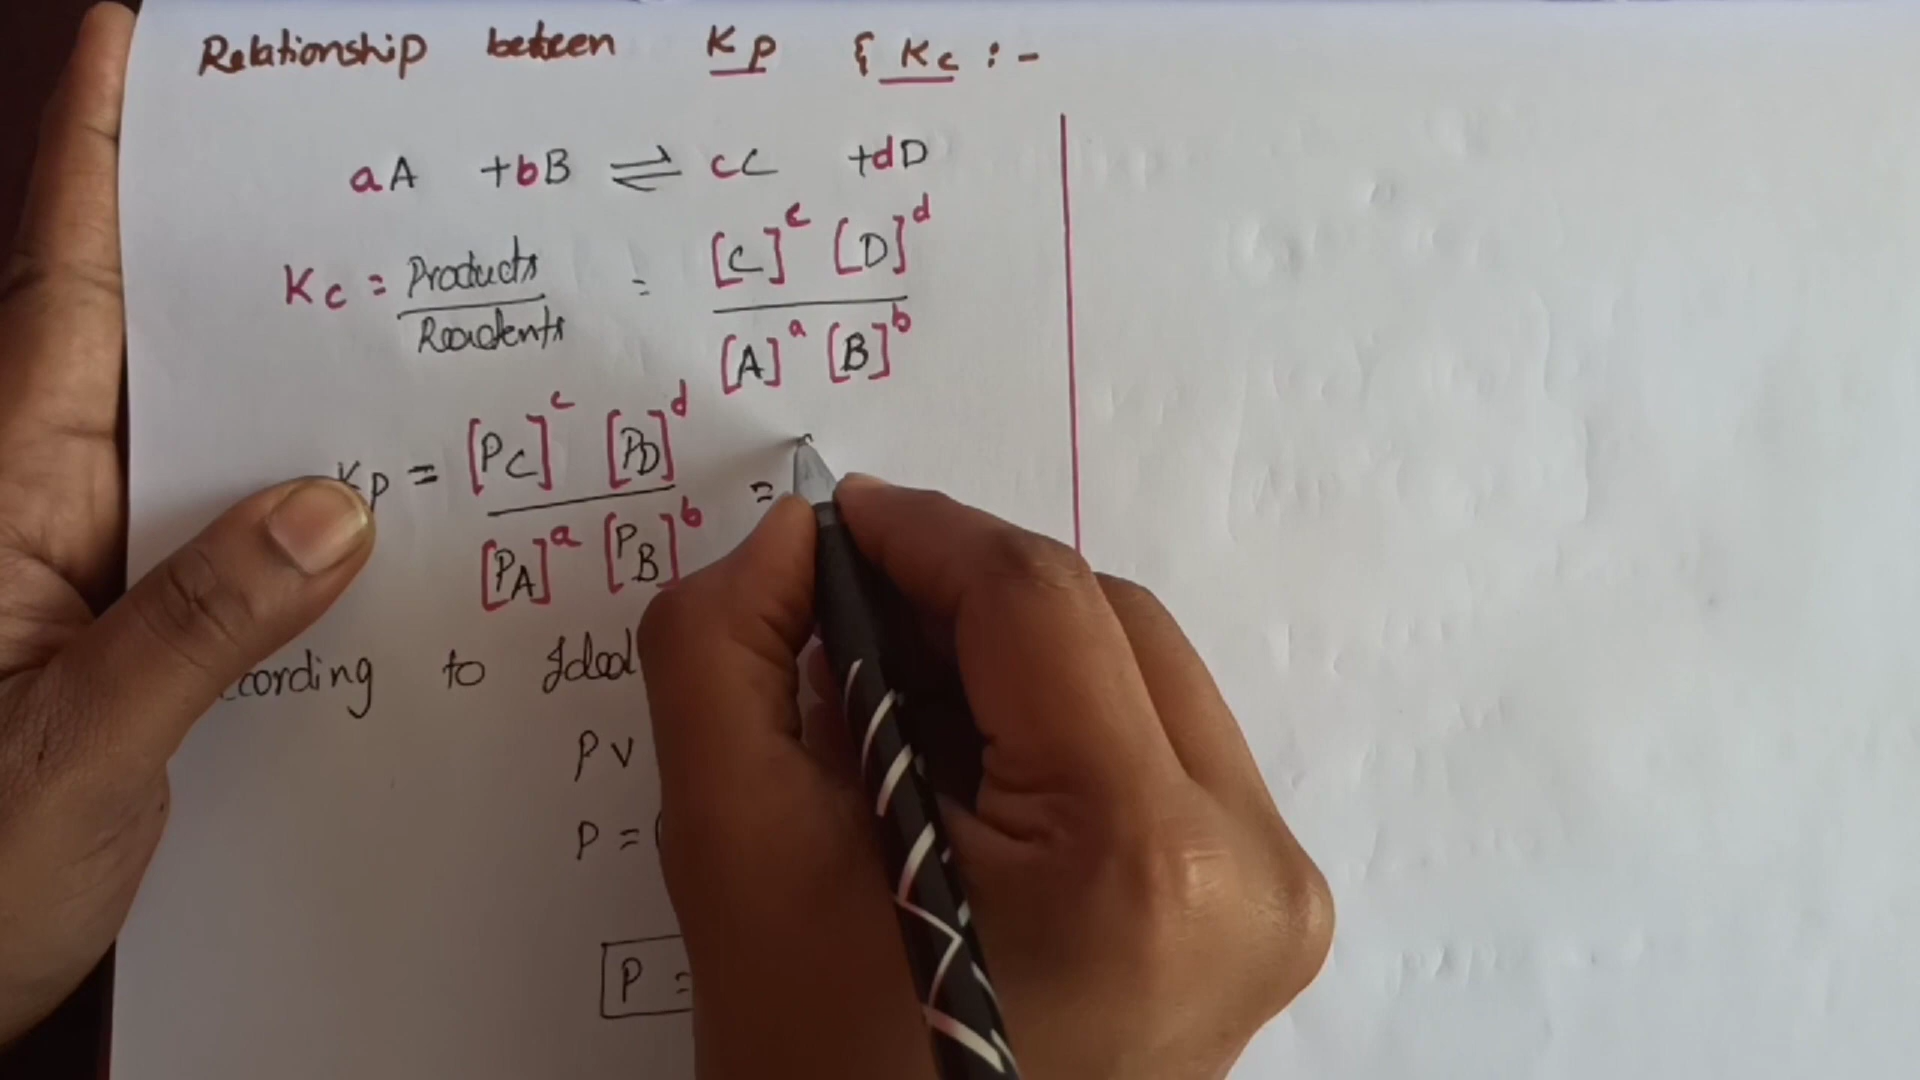 Relationship between Kp & Kc :-
aA +bB ⇌ cC +dD
Kc = Products / Reactents = [C]^c [D]^d / [A]^a [B]^b
Kp = [PC]^c [PD]^d / [PA]^a [PB]^b =
cording to Ideal
PV
P =
P =